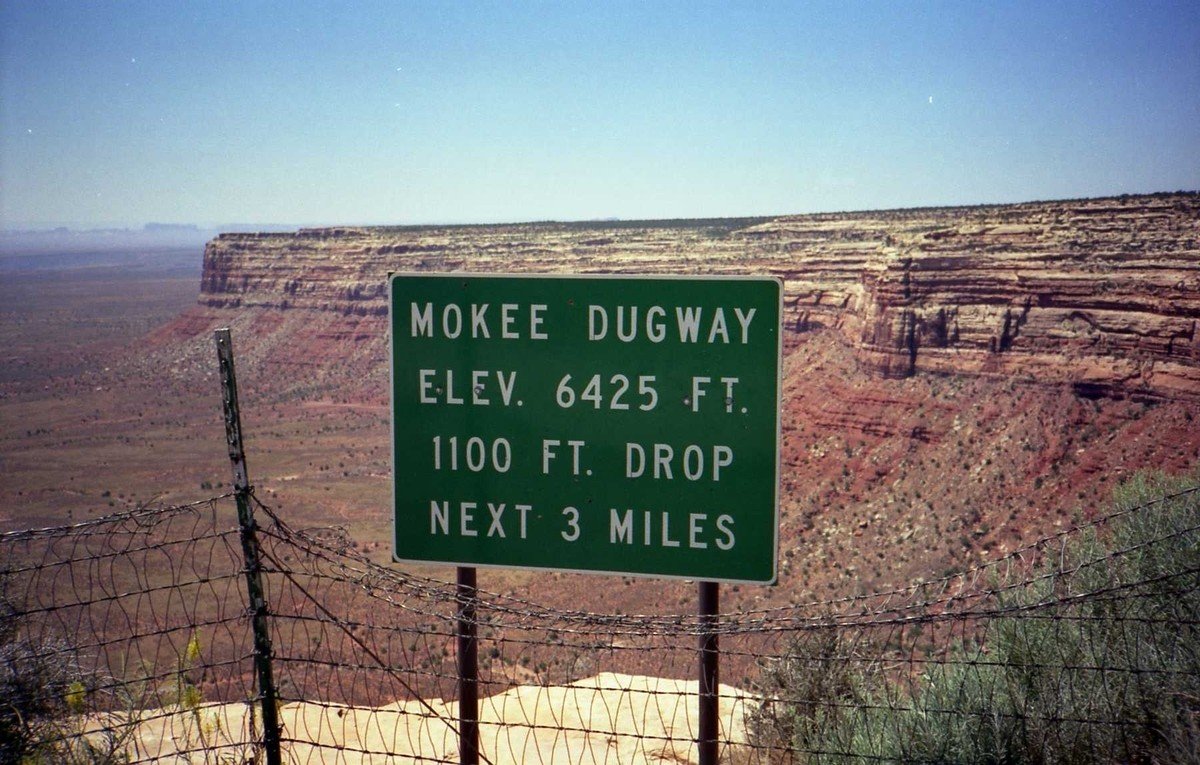 MOKEE DUGWAY
ELEV. 6425 FT.
1100 FT. DROP
NEXT 3 MILES